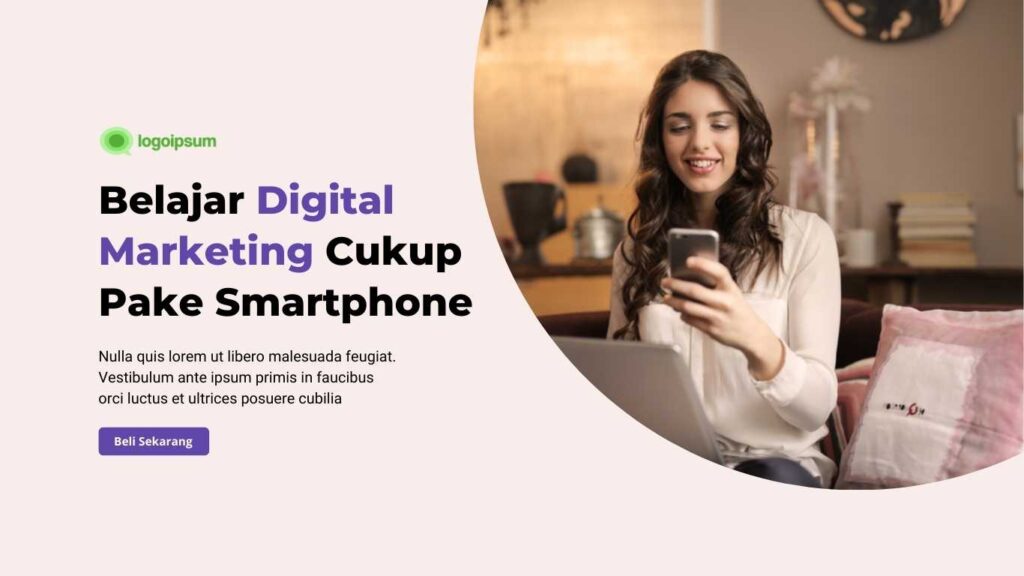 logoipsum
Belajar Digital
Marketing Cukup
Pake Smartphone
Nulla quis lorem ut libero malesuada feugiat.
Vestibulum ante ipsum primis in faucibus
orci luctus et ultrices posuere cubilia
Beli Sekarang